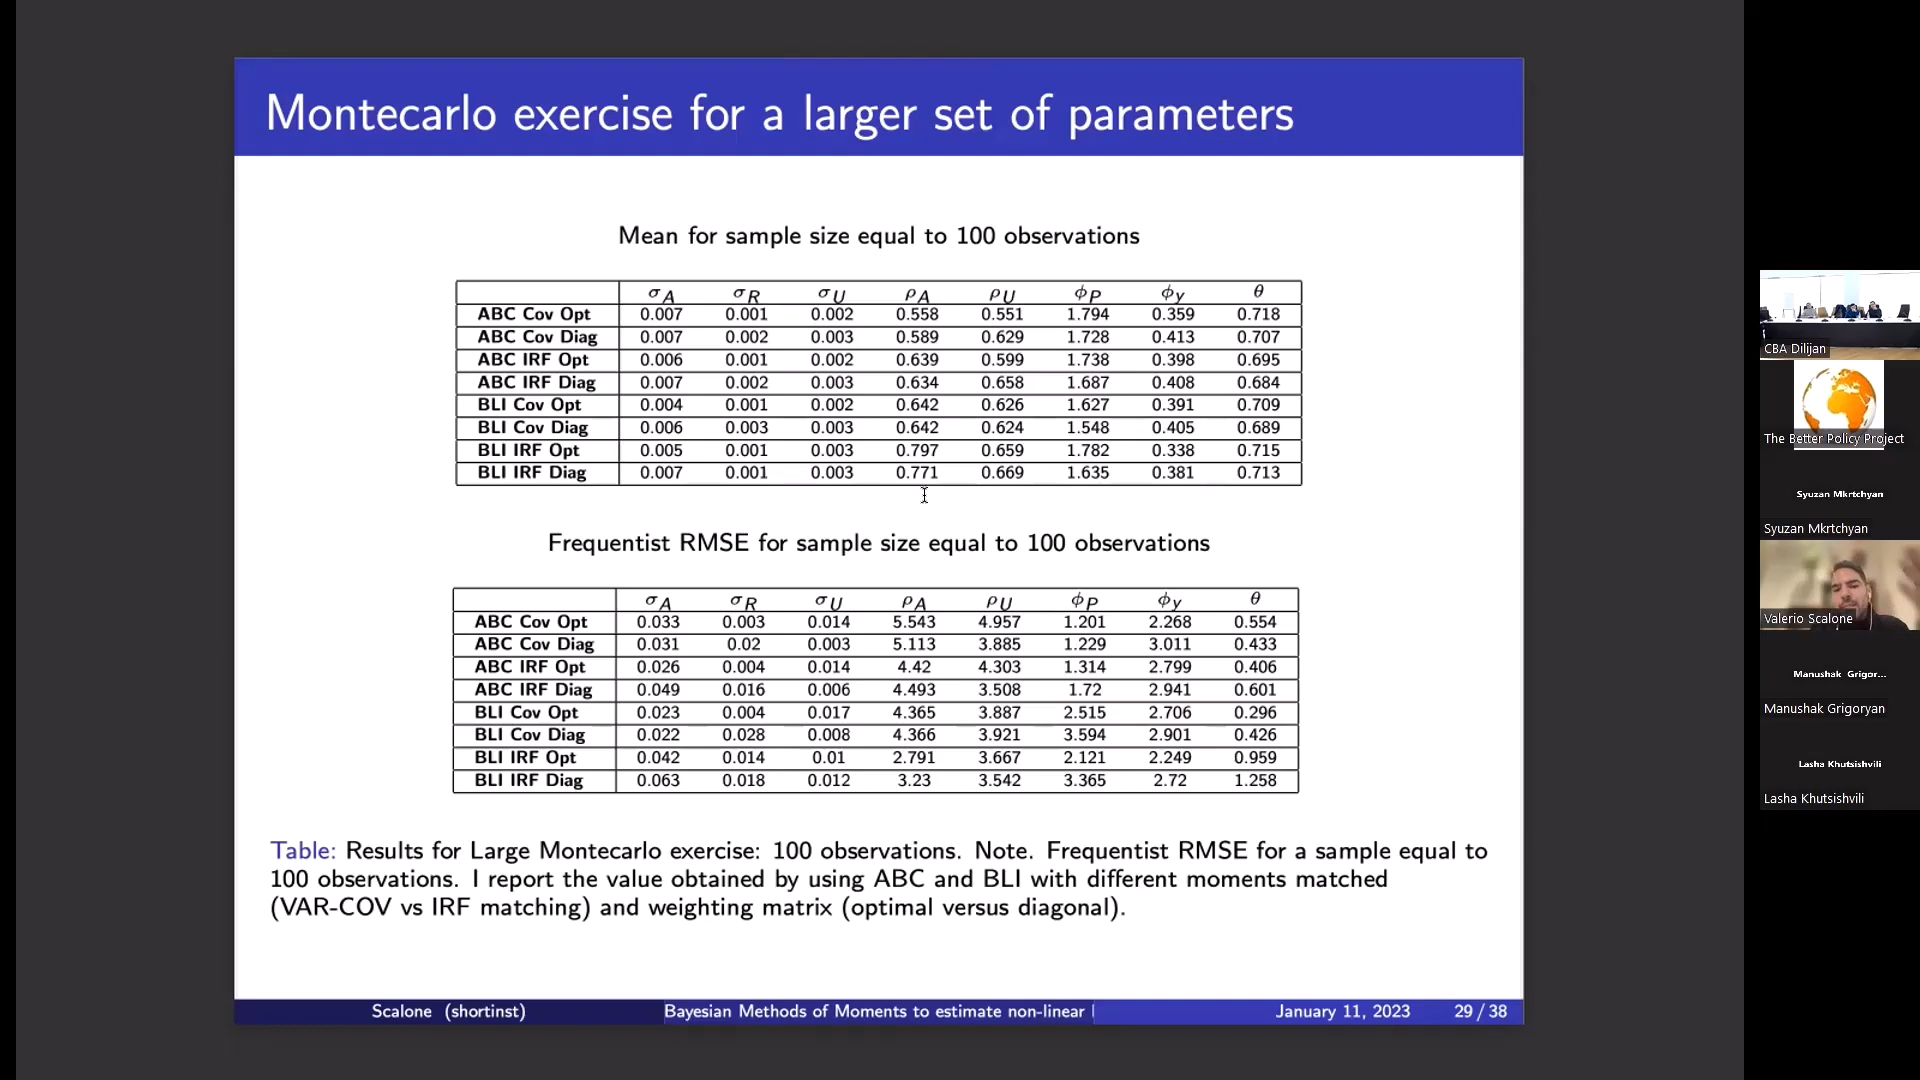 Montecarlo exercise for a larger set of parameters
Mean for sample size equal to 100 observations
σA σR σU ρA ρU ϕP ϕy θ
ABC Cov Opt 0.007 0.001 0.002 0.558 0.551 1.794 0.359 0.718
ABC Cov Diag 0.007 0.002 0.003 0.589 0.629 1.728 0.413 0.707
ABC IRF Opt 0.006 0.001 0.002 0.639 0.599 1.738 0.398 0.695
ABC IRF Diag 0.007 0.002 0.003 0.634 0.658 1.687 0.408 0.684
BLI Cov Opt 0.004 0.001 0.002 0.642 0.626 1.627 0.391 0.709
BLI Cov Diag 0.006 0.003 0.003 0.642 0.624 1.548 0.405 0.689
BLI IRF Opt 0.005 0.001 0.003 0.797 0.659 1.782 0.338 0.715
BLI IRF Diag 0.007 0.001 0.003 0.771 0.669 1.635 0.381 0.713
Frequentist RMSE for sample size equal to 100 observations
σA σR σU ρA ρU ϕP ϕy θ
ABC Cov Opt 0.033 0.003 0.014 5.543 4.957 1.201 2.268 0.554
ABC Cov Diag 0.031 0.02 0.003 5.113 3.885 1.229 3.011 0.433
ABC IRF Opt 0.026 0.004 0.014 4.42 4.303 1.314 2.799 0.406
ABC IRF Diag 0.049 0.016 0.006 4.493 3.508 1.72 2.941 0.601
BLI Cov Opt 0.023 0.004 0.017 4.365 3.887 2.515 2.706 0.296
BLI Cov Diag 0.022 0.028 0.008 4.366 3.921 3.594 2.901 0.426
BLI IRF Opt 0.042 0.014 0.01 2.791 3.667 2.121 2.249 0.959
BLI IRF Diag 0.063 0.018 0.012 3.23 3.542 3.365 2.72 1.258
Table: Results for Large Montecarlo exercise: 100 observations. Note. Frequentist RMSE for a sample equal to
100 observations. I report the value obtained by using ABC and BLI with different moments matched
(VAR-COV vs IRF matching) and weighting matrix (optimal versus diagonal).
Scalone (shortinst) Bayesian Methods of Moments to estimate non-linear January 11, 2023 29 / 38
CBA Dilijan
The Better Policy Project
Syuzan Mkrtchyan
Syuzan Mkrtchyan
Valerio Scalone
Manushak Grigor...
Manushak Grigoryan
Lasha Khutsishvili
Lasha Khutsishvili